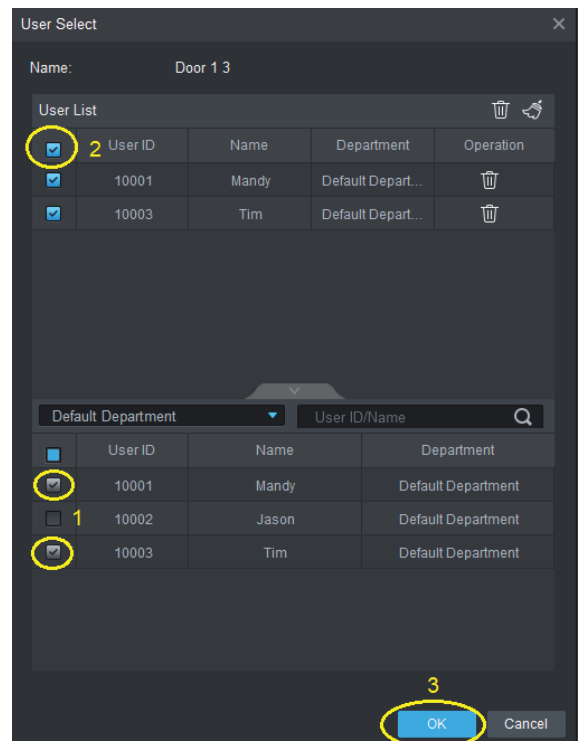 User Select
Name: Door 1 3
User List
2 User ID Name Department Operation
10001 Mandy Default Depart...
10003 Tim Default Depart...
Default Department User ID/Name
User ID Name Department
10001 Mandy Default Department
1 10002 Jason Default Department
10003 Tim Default Department
3
OK Cancel